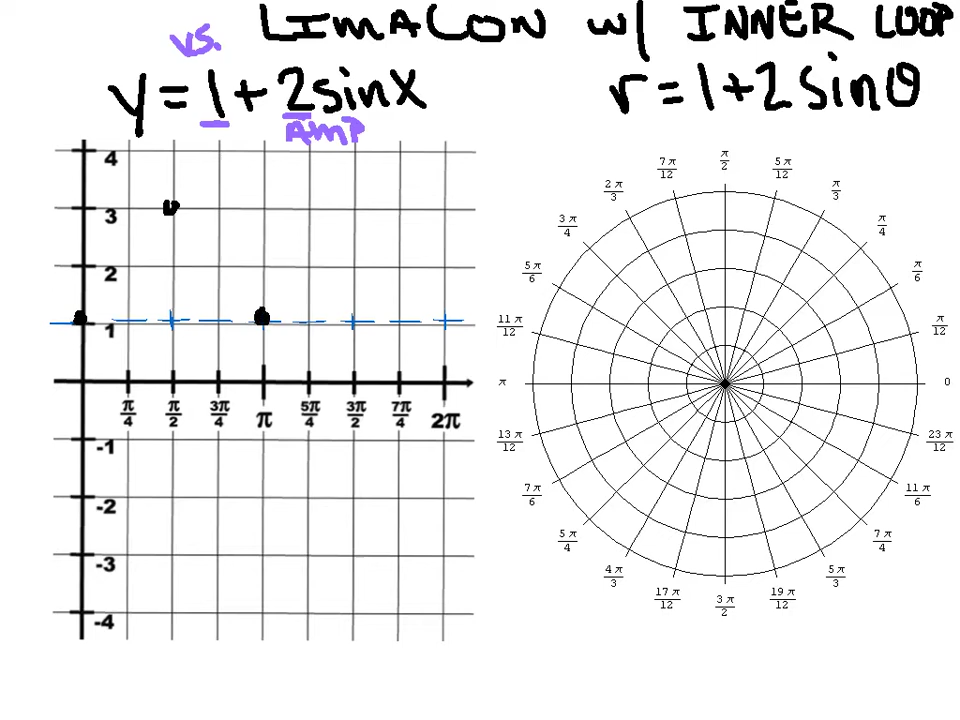 LIMACON w/ INNER LOOP
vs.
y = 1 + 2sinx
r = 1 + 2sinθ
AMP
4
3
2
1
-1
-2
-3
-4
π/4 π/2 3π/4 π 5π/4 3π/2 7π/4 2π
π/2
7π/12 5π/12
2π/3 π/3
3π/4 π/4
5π/6 π/6
11π/12 π/12
π 0
13π/12 23π/12
7π/6 11π/6
5π/4 7π/4
4π/3 5π/3
17π/12 19π/12
3π/2